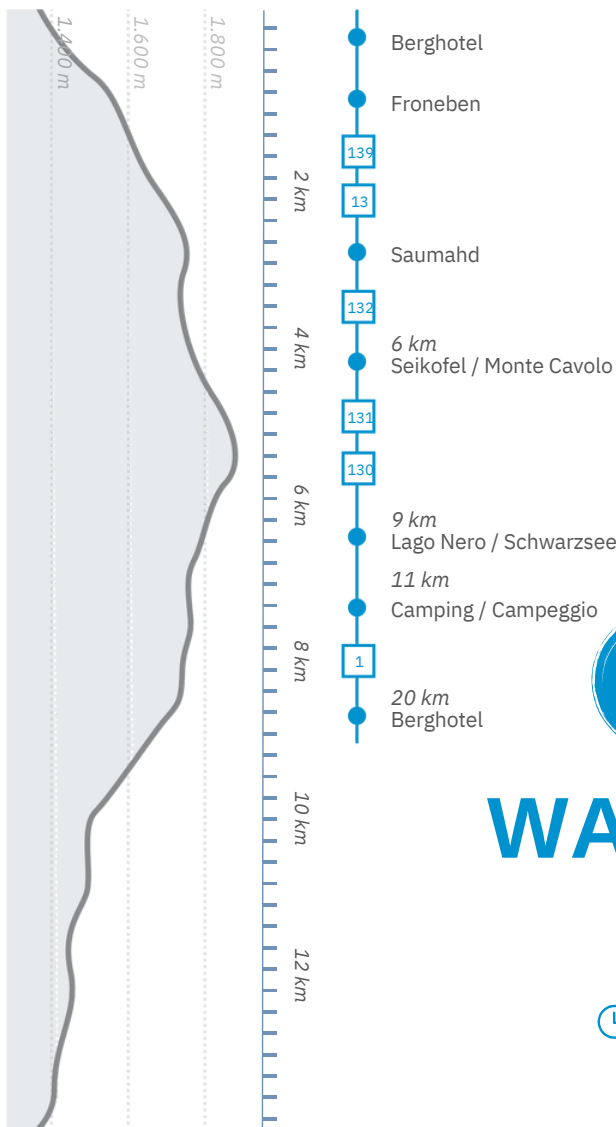 1.400 m
1.600 m
1.800 m
2 km
4 km
6 km
8 km
10 km
12 km
Berghotel
Froneben
139
13
Saumahd
132
6 km
Seikofel / Monte Cavolo
131
130
9 km
Lago Nero / Schwarzsee
11 km
Camping / Campeggio
1
20 km
Berghotel
WA